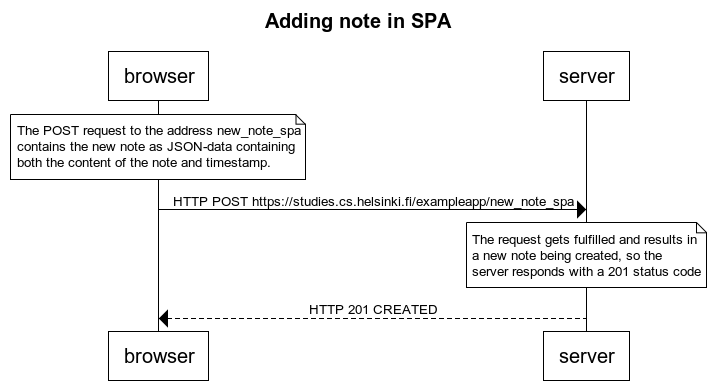 Adding note in SPA
browser
server
The POST request to the address new_note_spa
contains the new note as JSON-data containing
both the content of the note and timestamp.
HTTP POST https://studies.cs.helsinki.fi/exampleapp/new_note_spa
The request gets fulfilled and results in
a new note being created, so the
server responds with a 201 status code
HTTP 201 CREATED
browser
server